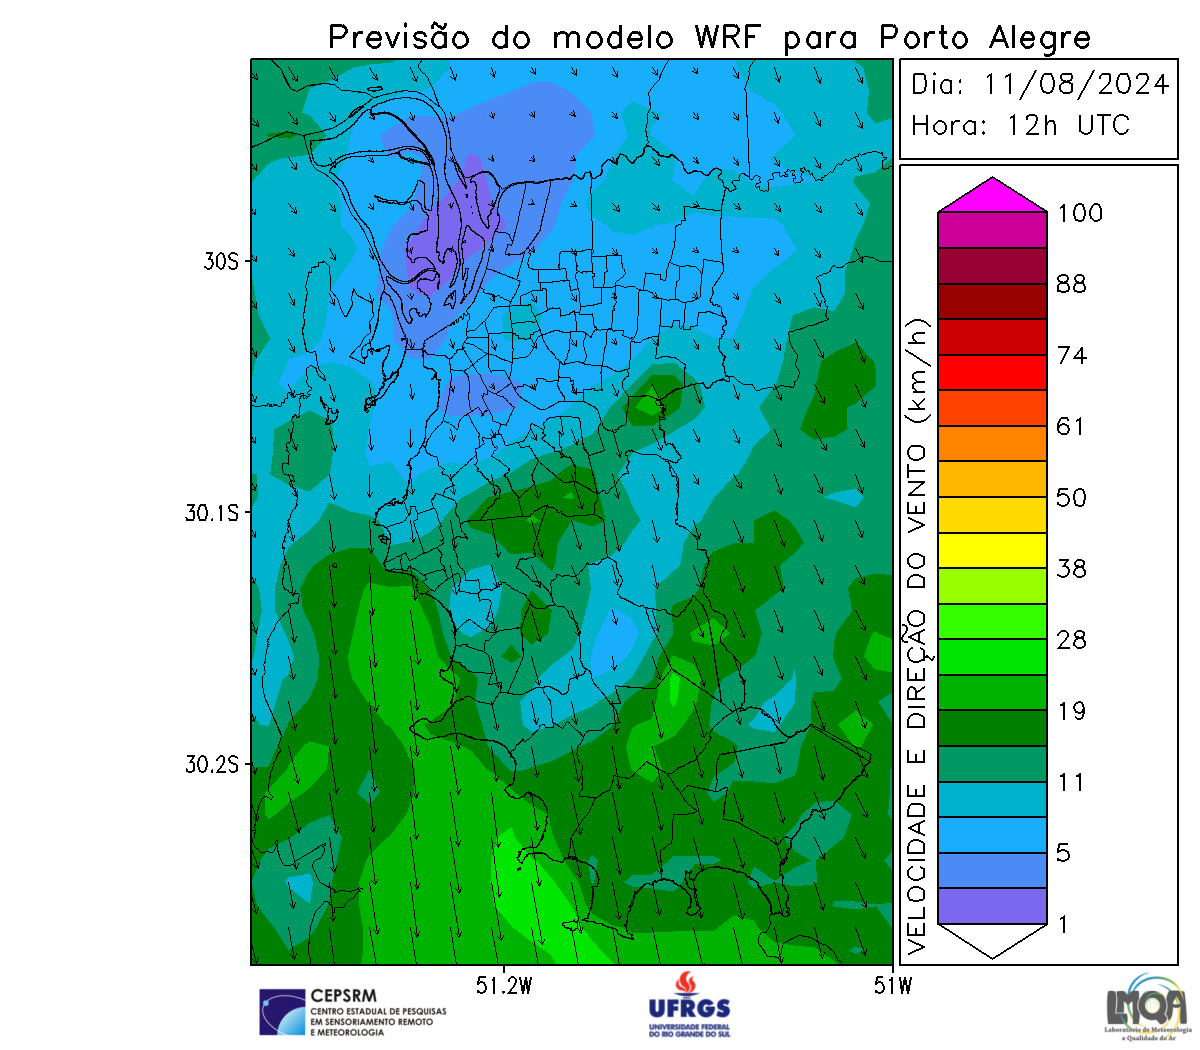 Previsão do modelo WRF para Porto Alegre
Dia: 11/08/2024
Hora: 12h UTC
100
88
74
61
50
38
28
19
11
5
1
VELOCIDADE E DIREÇÃO DO VENTO (km/h)
30S
30.1S
30.2S
51.2W
51W
CEPSRM
CENTRO ESTADUAL DE PESQUISAS
EM SENSORIAMENTO REMOTO
E METEOROLOGIA
UFRGS
UNIVERSIDADE FEDERAL
DO RIO GRANDE DO SUL
LMQA
Laboratório de Meteorologia
e Qualidade do Ar